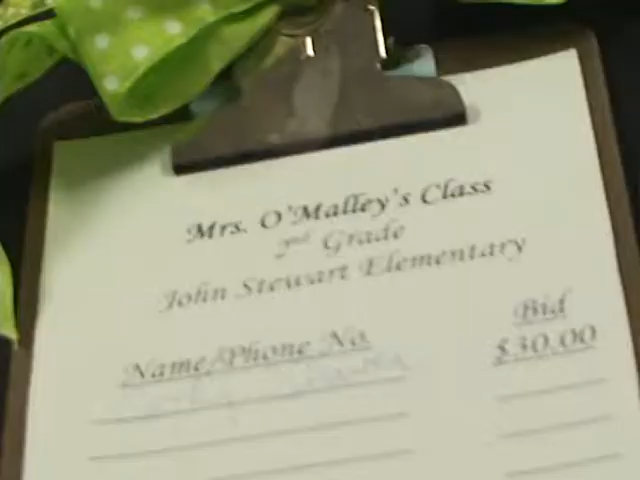 Mrs. O'Malley's Class
2nd Grade
John Stewart Elementary
Bid
Name/Phone No. $30.00